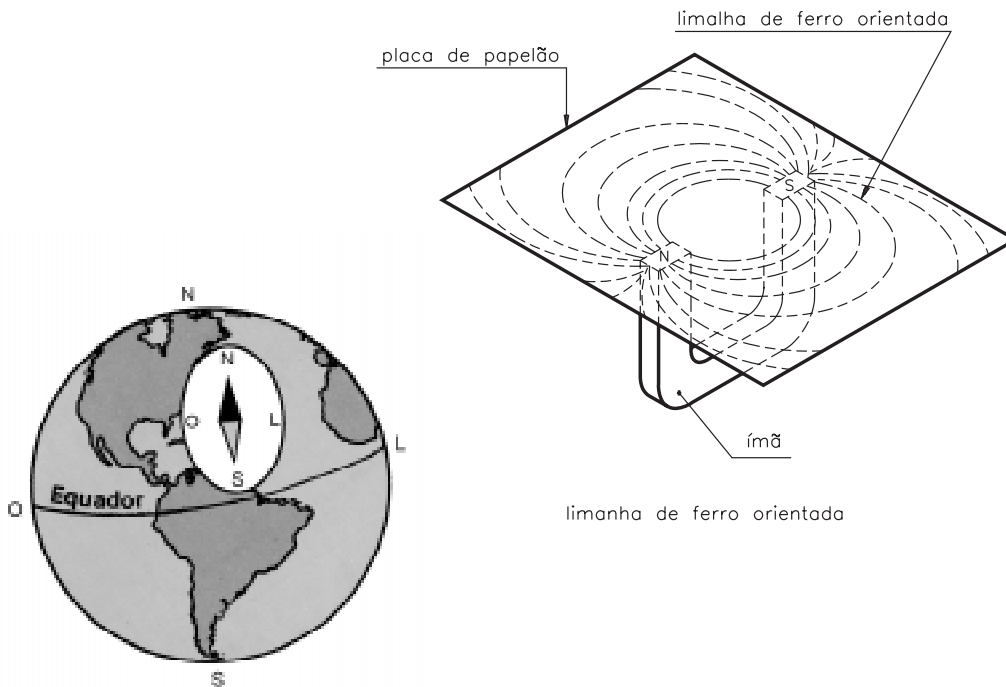 limalha de ferro orientada
placa de papelão
S
N
ímã
limanha de ferro orientada
N
N
O
L
S
L
Equador
O
S